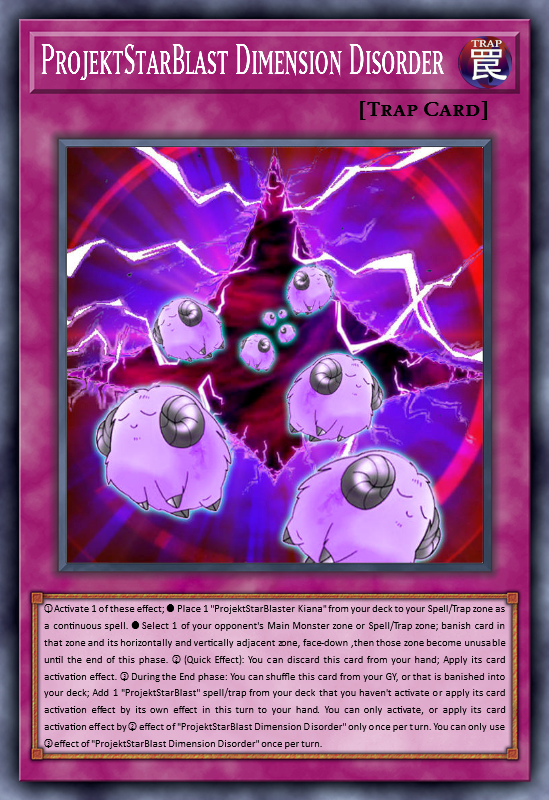 ProjektStarBlast Dimension Disorder
TRAP
罠
[Trap Card]
① Activate 1 of these effect; ● Place 1 "ProjektStarBlaster Kiana" from your deck to your Spell/Trap zone as
a continuous spell. ● Select 1 of your opponent's Main Monster zone or Spell/Trap zone; banish card in
that zone and its horizontally and vertically adjacent zone, face-down ,then those zone become unusable
until the end of this phase. ② (Quick Effect): You can discard this card from your hand; Apply its card
activation effect. ② During the End phase: You can shuffle this card from your GY, or that is banished into
your deck; Add 1 "ProjektStarBlast" spell/trap from your deck that you haven't activate or apply its card
activation effect by its own effect in this turn to your hand. You can only activate, or apply its card
activation effect by ② effect of "ProjektStarBlast Dimension Disorder" only once per turn. You can only use
② effect of "ProjektStarBlast Dimension Disorder" once per turn.